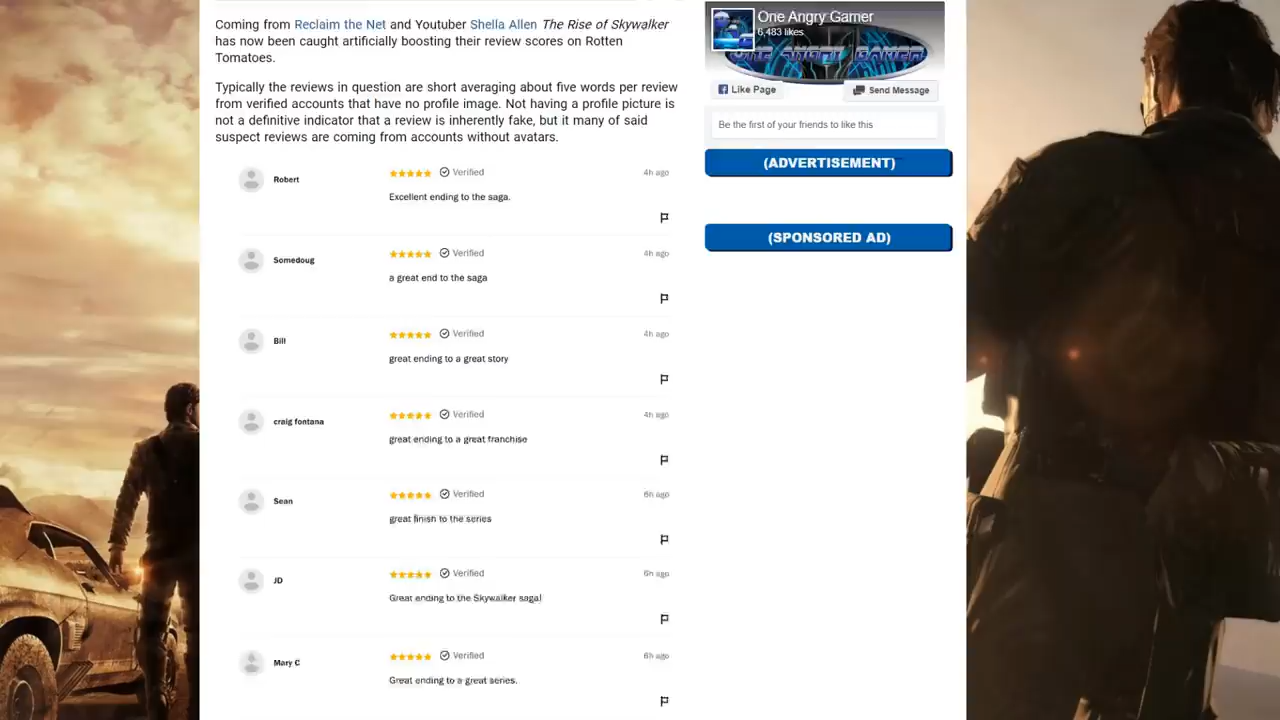 Coming from Reclaim the Net and Youtuber Shella Allen The Rise of Skywalker
has now been caught artificially boosting their review scores on Rotten
Tomatoes.
Typically the reviews in question are short averaging about five words per review
from verified accounts that have no profile image. Not having a profile picture is
not a definitive indicator that a review is inherently fake, but it many of said
suspect reviews are coming from accounts without avatars.
Robert
Verified
4h ago
Excellent ending to the saga.
Somedoug
Verified
4h ago
a great end to the saga
Bill
Verified
4h ago
great ending to a great story
craig fontana
Verified
4h ago
great ending to a great franchise
Sean
Verified
6h ago
great finish to the series
JD
Verified
6h ago
Great ending to the Skywalker saga!
Mary C
Verified
6h ago
Great ending to a great series.
One Angry Gamer
6,483 likes
ONE ANGRY GAMER
Like Page
Send Message
Be the first of your friends to like this
(ADVERTISEMENT)
(SPONSORED AD)